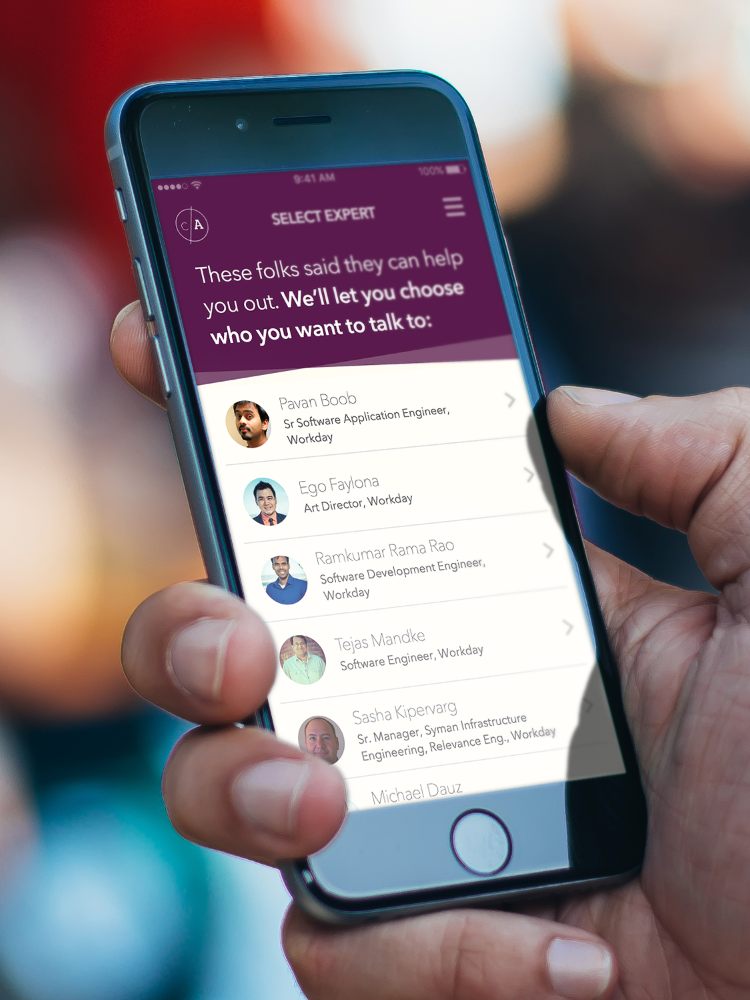 9:41 AM
100%
C A
SELECT EXPERT
These folks said they can help
you out. We'll let you choose
who you want to talk to:
Pavan Boob
Sr Software Application Engineer,
Workday
Ego Faylona
Art Director, Workday
Ramkumar Rama Rao
Software Development Engineer,
Workday
Tejas Mandke
Software Engineer, Workday
Sasha Kipervarg
Sr. Manager, Syman Infrastructure
Engineering, Relevance Eng., Workday
Michael Dauz